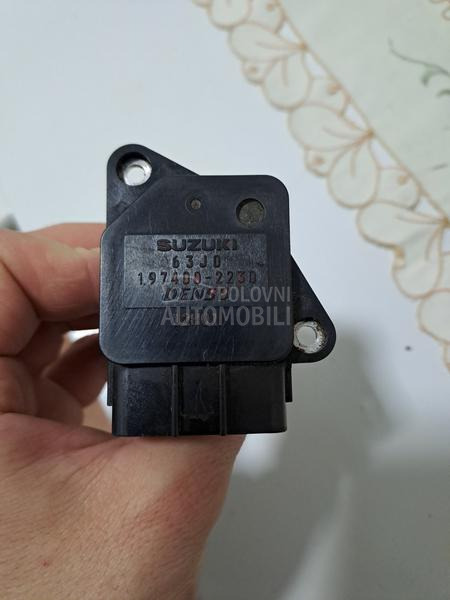 SUZUKI
63J0
197400-2230
DENSO
POLOVNI
AUTOMOBILI